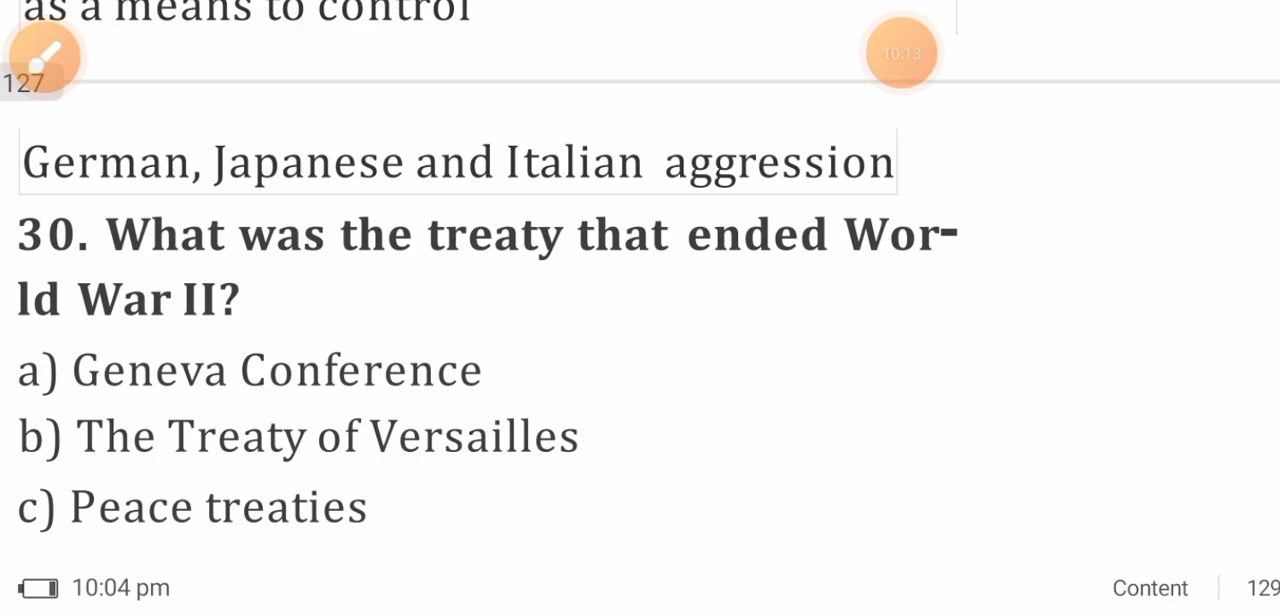 as a means to control
10:13
127
German, Japanese and Italian aggression
30. What was the treaty that ended Wor-
ld War II?
a) Geneva Conference
b) The Treaty of Versailles
c) Peace treaties
10:04 pm
Content
129